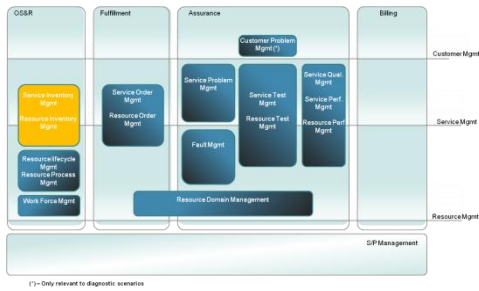 OS&R
Fulfillment
Assurance
Billing
Customer Problem
Mgmt (*)
Customer Mgmt
Service Inventory
Mgmt
Resource Inventory
Mgmt
Service Order
Mgmt
Resource Order
Mgmt
Service Problem
Mgmt
Service Test
Mgmt
Resource Test
Mgmt
Service Qual.
Mgmt
Service Perf.
Mgmt
Resource Perf
Mgmt
Service Mgmt
Fault Mgmt
Resource lifecycle
Mgmt
Resource Process
Mgmt
Work Force Mgmt
Resource Domain Management
Resource Mgmt
S/P Management
(*) – Only relevant to diagnostic scenarios